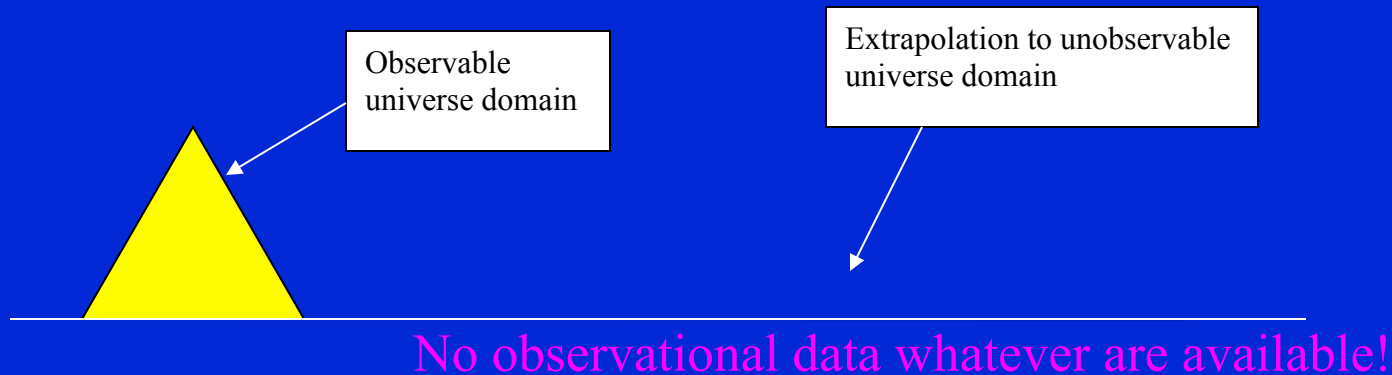 Observable
universe domain
Extrapolation to unobservable
universe domain
No observational data whatever are available!